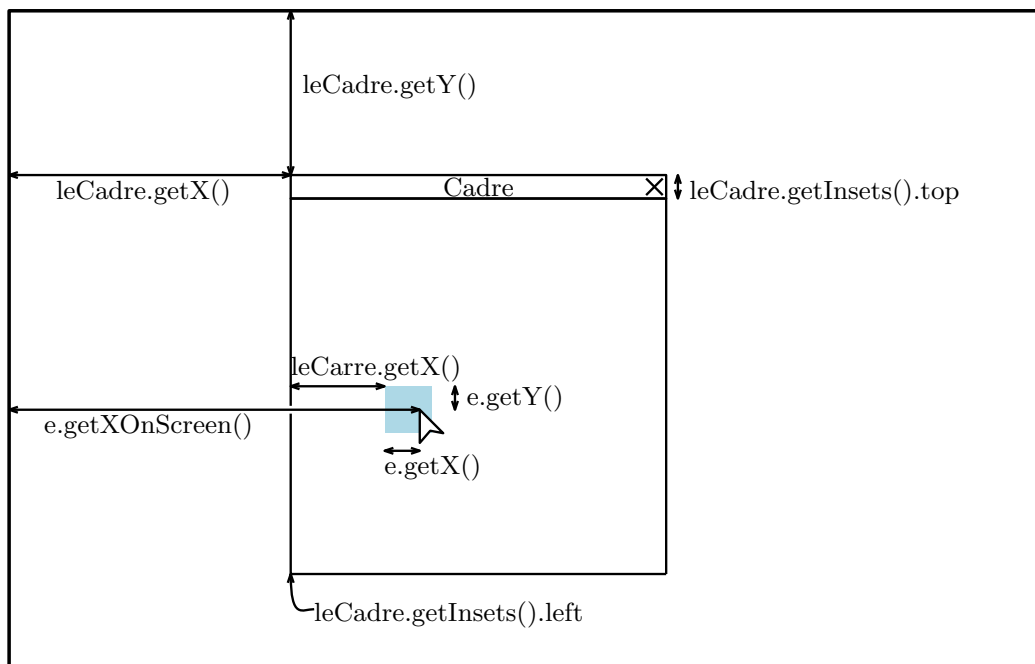 leCadre.getY()
leCadre.getX()
Cadre
leCadre.getInsets().top
leCarre.getX()
e.getY()
e.getXOnScreen()
e.getX()
leCadre.getInsets().left